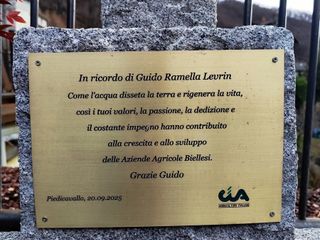 In ricordo di Guido Ramella Levrin
Come l'acqua disseta la terra e rigenera la vita,
così i tuoi valori, la passione, la dedizione e
il costante impegno hanno contribuito
alla crescita e allo sviluppo
delle Aziende Agricole Biellesi.
Grazie Guido
Piedicavallo, 20.09.2025
CIA
AGRICOLTORI ITALIANI